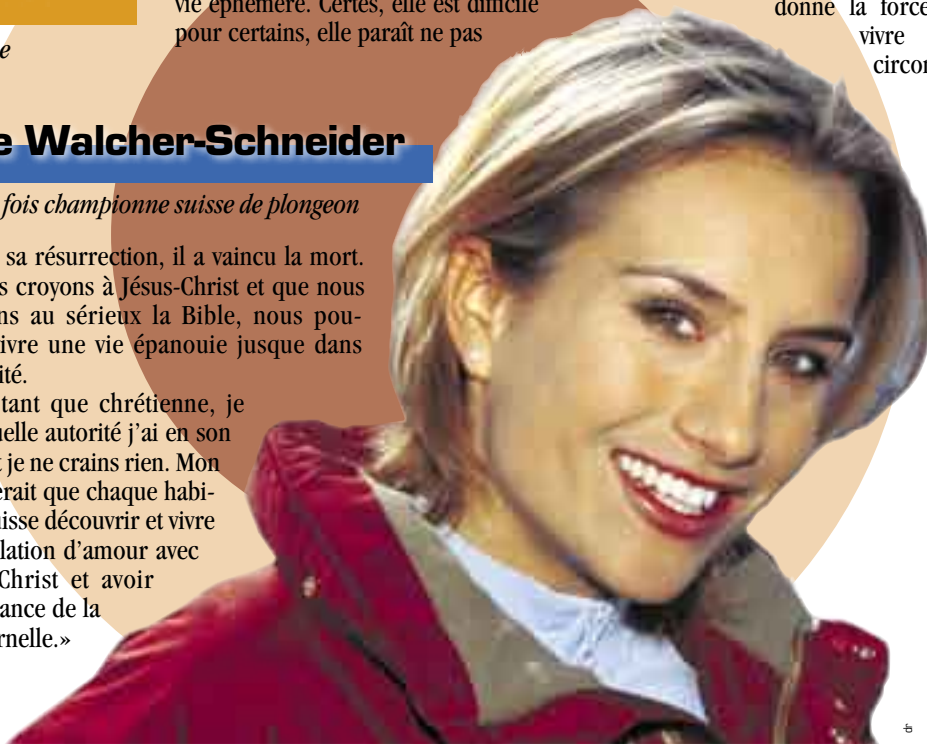 e
vie éphémère. Certes, elle est difficile
pour certains, elle paraît ne pas
donne la force
vivre
circon
e Walcher-Schneider
fois championne suisse de plongeon
sa résurrection, il a vaincu la mort.
s croyons à Jésus-Christ et que nous
ns au sérieux la Bible, nous pou-
ivre une vie épanouie jusque dans
ité.
tant que chrétienne, je
uelle autorité j'ai en son
t je ne crains rien. Mon
erait que chaque habi-
uisse découvrir et vivre
lation d'amour avec
Christ et avoir
ance de la
rnelle.»
dr